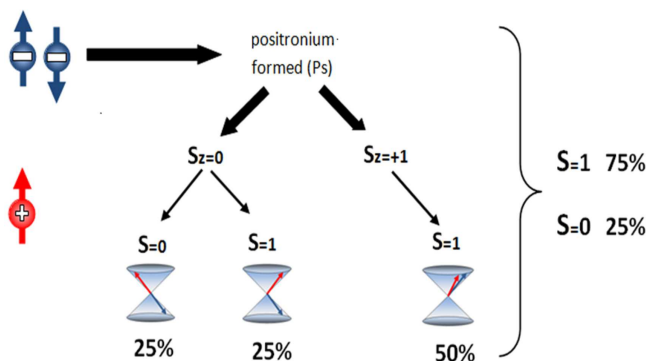 positronium
formed (Ps)
Sz=0
Sz=+1
S=1 75%
S=0 25%
+
S=0
S=1
S=1
25%
25%
50%